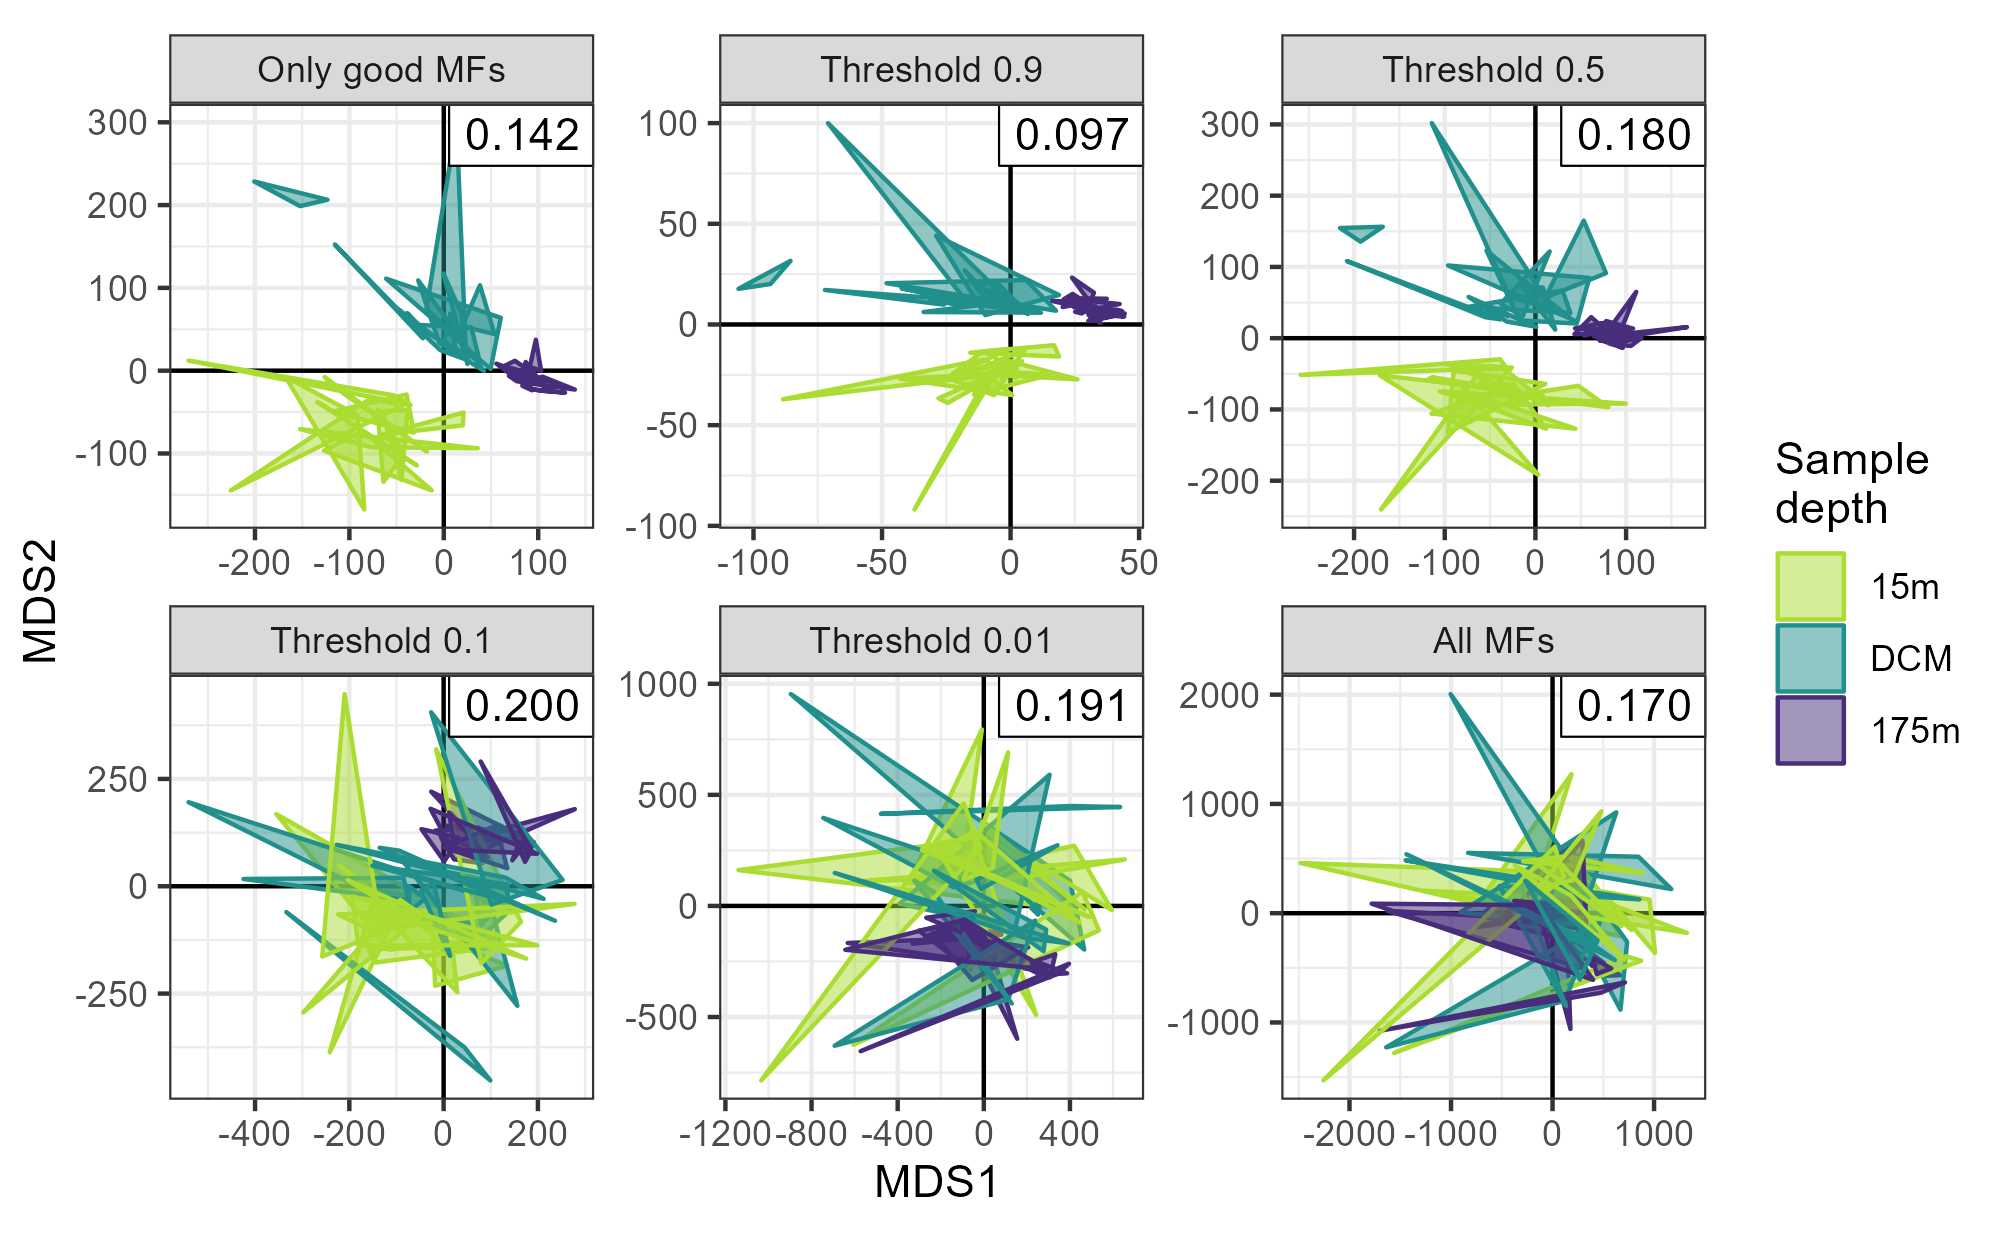 Only good MFs
Threshold 0.9
Threshold 0.5
0.142
0.097
0.180
300
200
100
0
-100
100
50
0
-50
-100
300
200
100
0
-100
-200
-200 -100 0 100
-100 -50 0 50
-200 -100 0 100
Threshold 0.1
Threshold 0.01
All MFs
0.200
0.191
0.170
250
0
-250
1000
500
0
-500
2000
1000
0
-1000
-400 -200 0 200
-1200 -800 -400 0 400
-2000 -1000 0 1000
MDS1
MDS2
Sample
depth
15m
DCM
175m